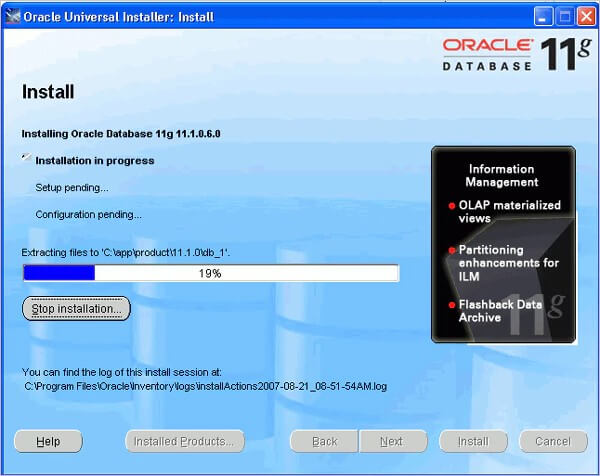 Oracle Universal Installer: Install
ORACLE
DATABASE 11g
Install
Installing Oracle Database 11g 11.1.0.6.0
Installation in progress
Setup pending...
Configuration pending...
Extracting files to 'C:\app\product\11.1.0\db_1'.
19%
Stop installation...
Information
Management
OLAP materialized
views
Partitioning
enhancements for
ILM
Flashback Data
Archive
11g
You can find the log of this install session at:
C:\Program Files\Oracle\Inventory\logs\installActions2007-08-21_08-51-54AM.log
Help
Installed Products...
Back
Next
Install
Cancel